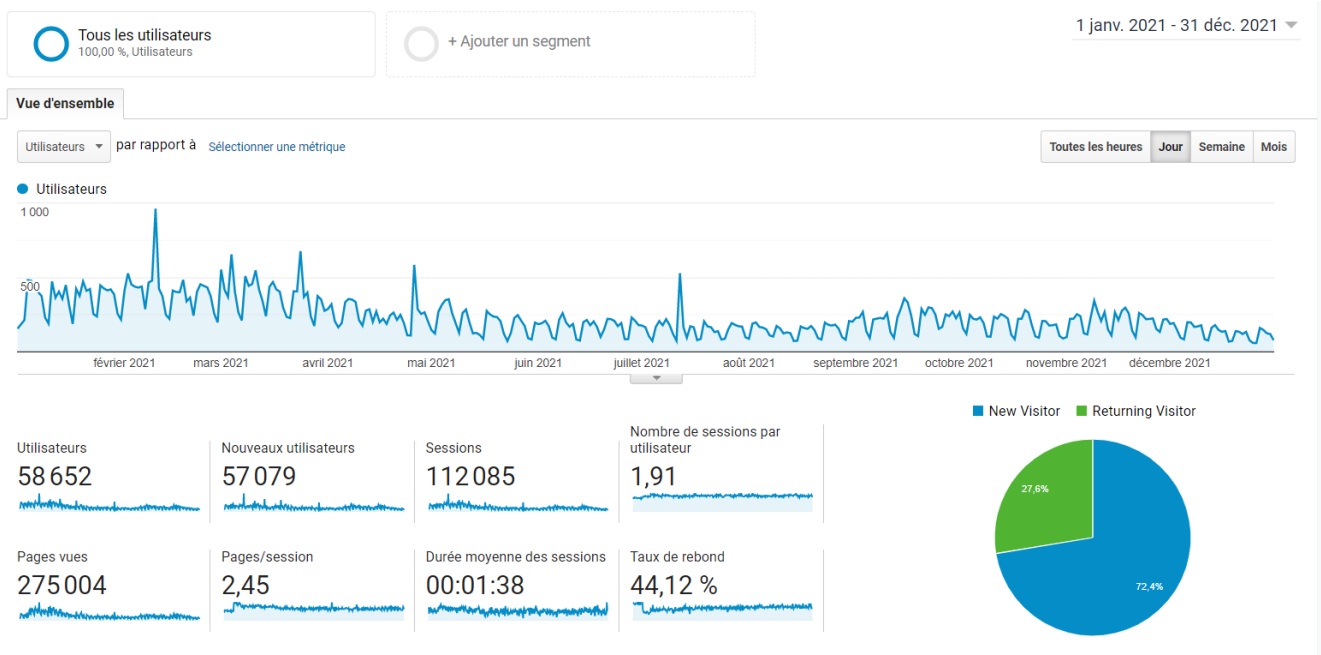 Tous les utilisateurs
100,00 %, Utilisateurs
+ Ajouter un segment
1 janv. 2021 - 31 déc. 2021
Vue d'ensemble
Utilisateurs
par rapport à
Sélectionner une métrique
Toutes les heures
Jour
Semaine
Mois
Utilisateurs
1 000
500
février 2021
mars 2021
avril 2021
mai 2021
juin 2021
juillet 2021
août 2021
septembre 2021
octobre 2021
novembre 2021
décembre 2021
New Visitor
Returning Visitor
Utilisateurs
58 652
Nouveaux utilisateurs
57 079
Sessions
112 085
Nombre de sessions par
utilisateur
1,91
Pages vues
275 004
Pages/session
2,45
Durée moyenne des sessions
00:01:38
Taux de rebond
44,12 %
27,6%
72,4%